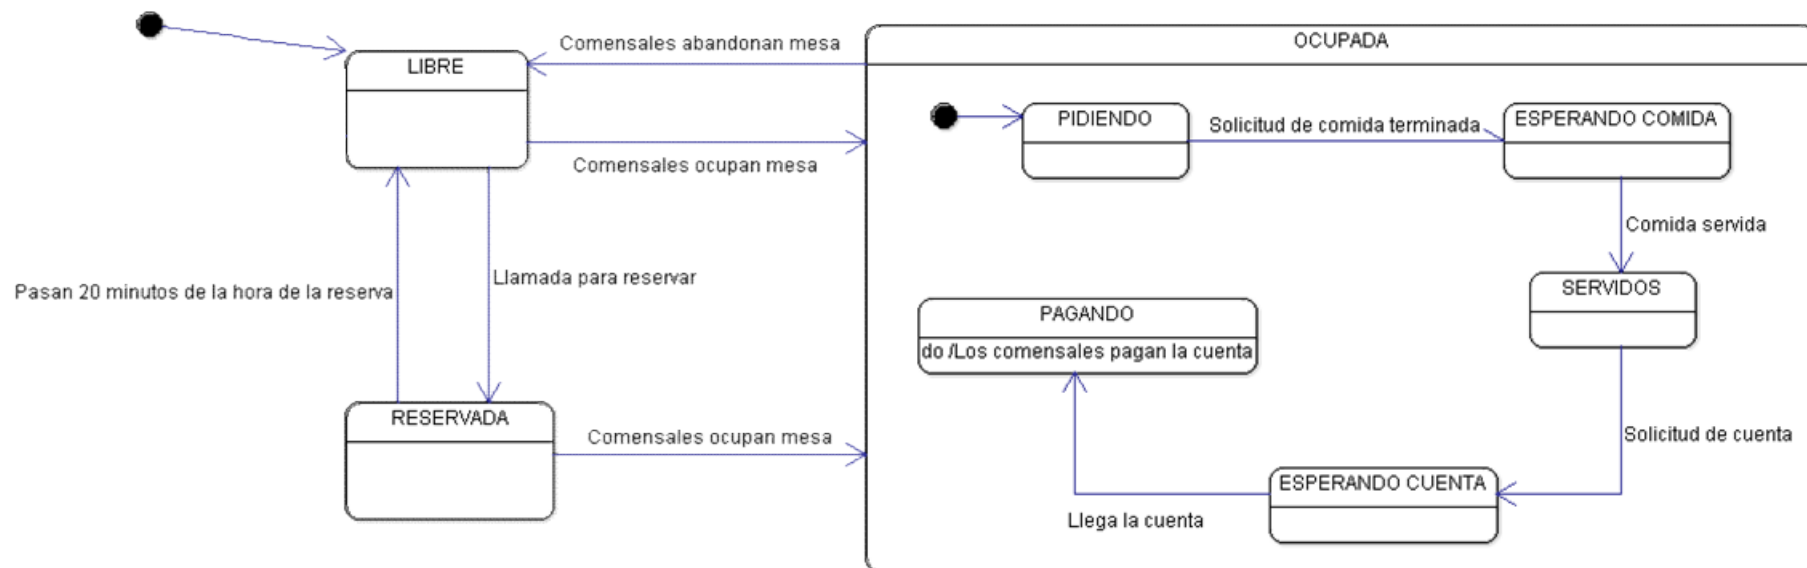 Comensales abandonan mesa
OCUPADA
LIBRE
PIDIENDO
Solicitud de comida terminada
ESPERANDO COMIDA
Comensales ocupan mesa
Comida servida
Pasan 20 minutos de la hora de la reserva
Llamada para reservar
SERVIDOS
PAGANDO
do /Los comensales pagan la cuenta
RESERVADA
Comensales ocupan mesa
Solicitud de cuenta
ESPERANDO CUENTA
Llega la cuenta